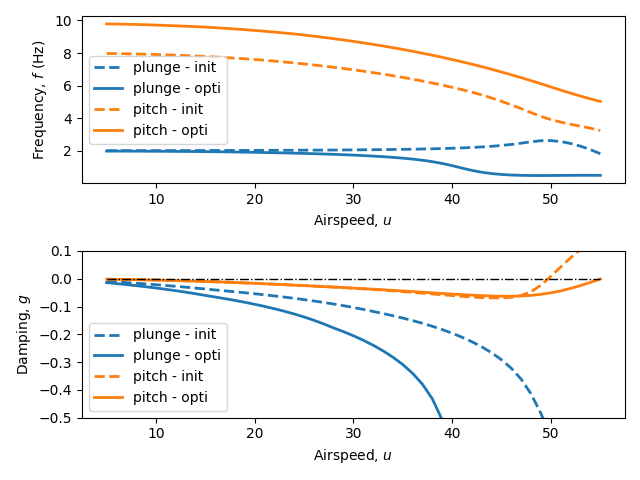 10
8
6
4
2
Frequency, f (Hz)
plunge - init
plunge - opti
pitch - init
pitch - opti
10 20 30 40 50
Airspeed, u
0.1
0.0
−0.1
−0.2
−0.3
−0.4
−0.5
Damping, g
plunge - init
plunge - opti
pitch - init
pitch - opti
10 20 30 40 50
Airspeed, u